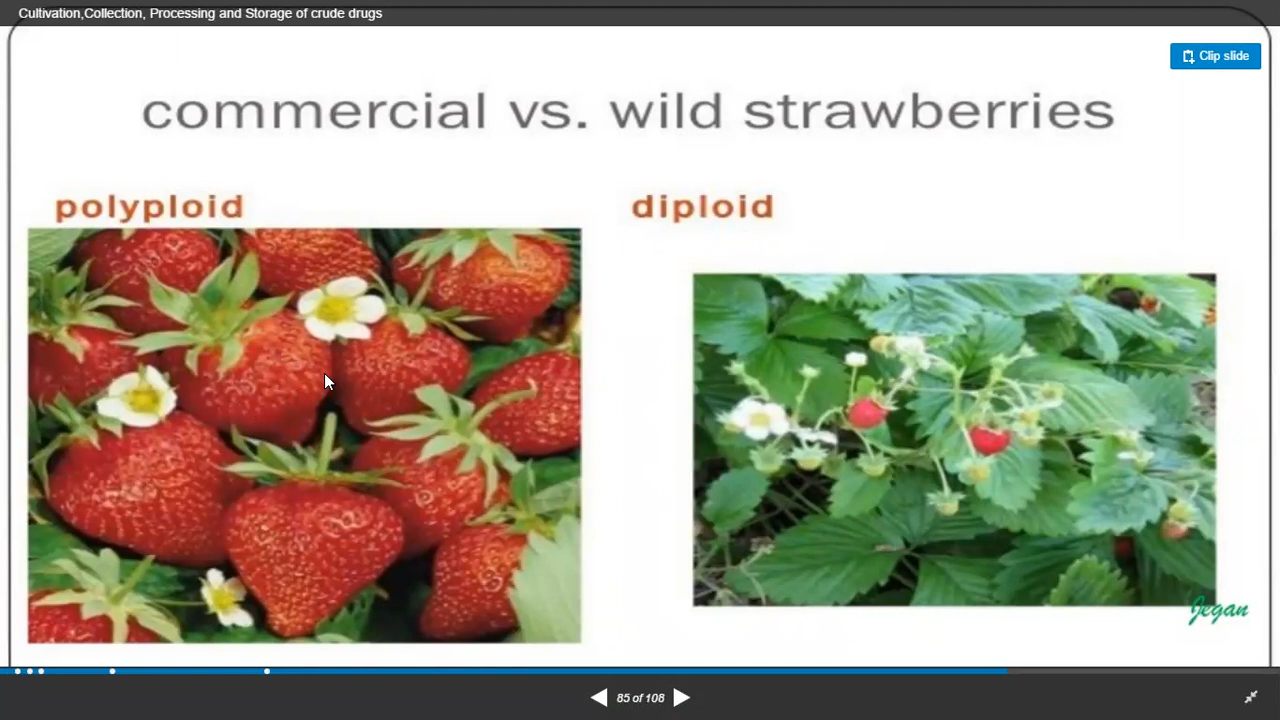 Cultivation,Collection, Processing and Storage of crude drugs
Clip slide
commercial vs. wild strawberries
polyploid
diploid
Jegan
85 of 108